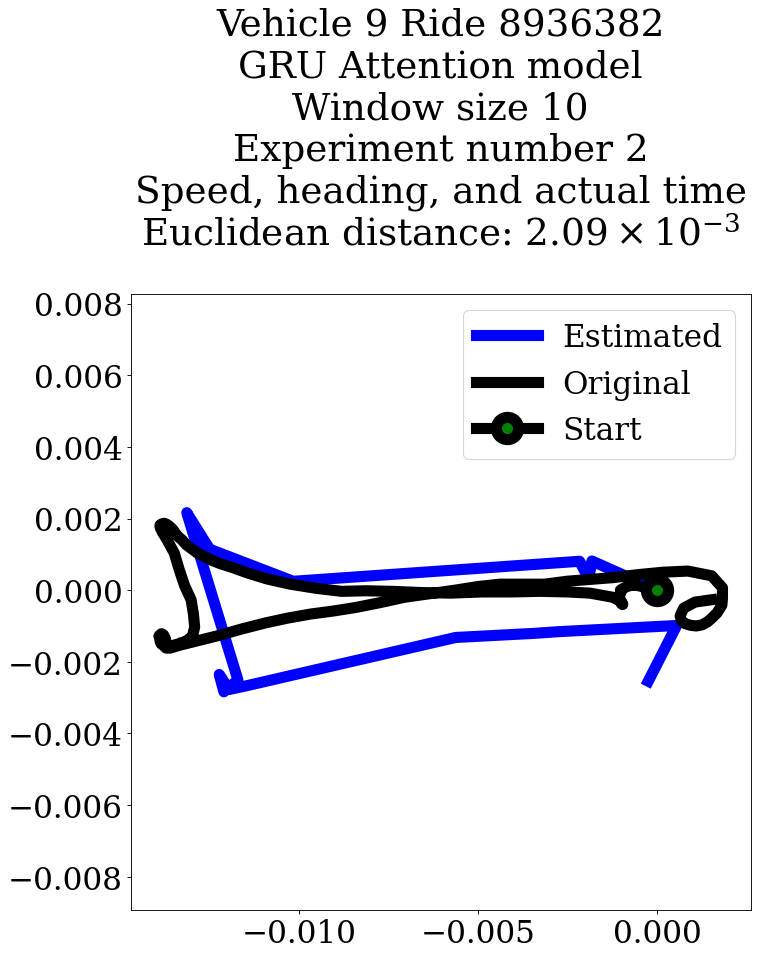 Vehicle 9 Ride 8936382
GRU Attention model
Window size 10
Experiment number 2
Speed, heading, and actual time
Euclidean distance: 2.09 × 10⁻³
Estimated
Original
Start
0.008
0.006
0.004
0.002
0.000
−0.002
−0.004
−0.006
−0.008
−0.010
−0.005
0.000